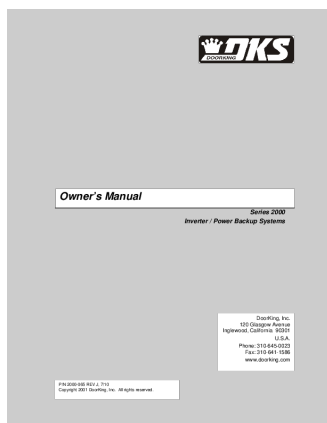 DKS
DOORKING
Owner's Manual
Series 2000
Inverter / Power Backup Systems
DoorKing, Inc.
120 Glasgow Avenue
Inglewood, California 90301
U.S.A.
Phone: 310-645-0023
Fax: 310-641-1586
www.doorking.com
P/N 2000-065 REV J, 7/10
Copyright 2001 DoorKing, Inc. All rights reserved.